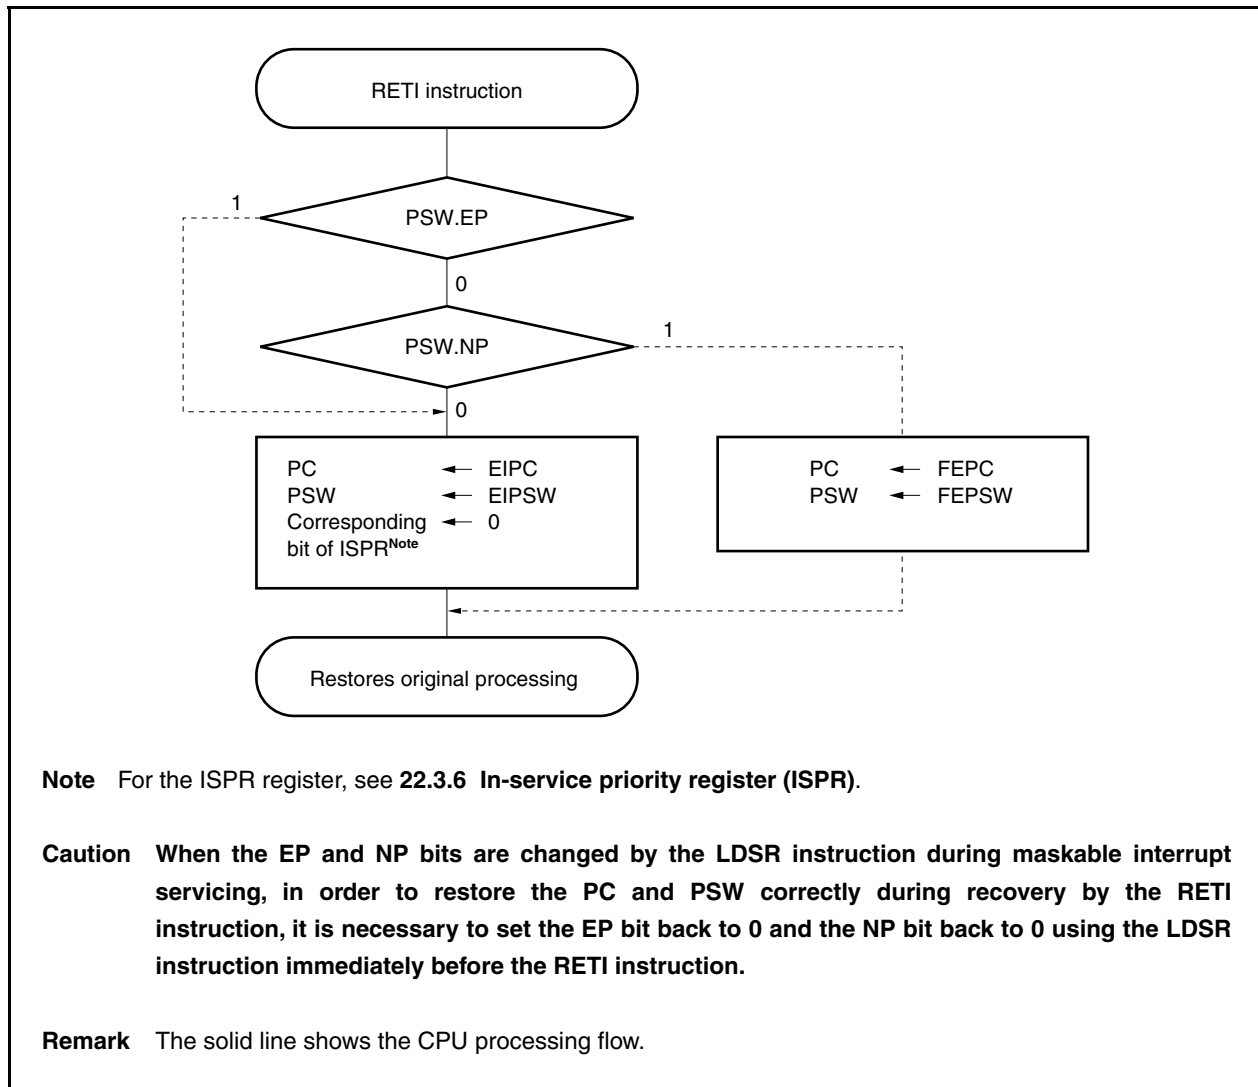 RETI instruction
1
PSW.EP
0
1
PSW.NP
0
PC ← EIPC
PSW ← EIPSW
Corresponding ← 0
bit of ISPRNote
PC ← FEPC
PSW ← FEPSW
Restores original processing
Note For the ISPR register, see 22.3.6 In-service priority register (ISPR).
Caution When the EP and NP bits are changed by the LDSR instruction during maskable interrupt
servicing, in order to restore the PC and PSW correctly during recovery by the RETI
instruction, it is necessary to set the EP bit back to 0 and the NP bit back to 0 using the LDSR
instruction immediately before the RETI instruction.
Remark The solid line shows the CPU processing flow.